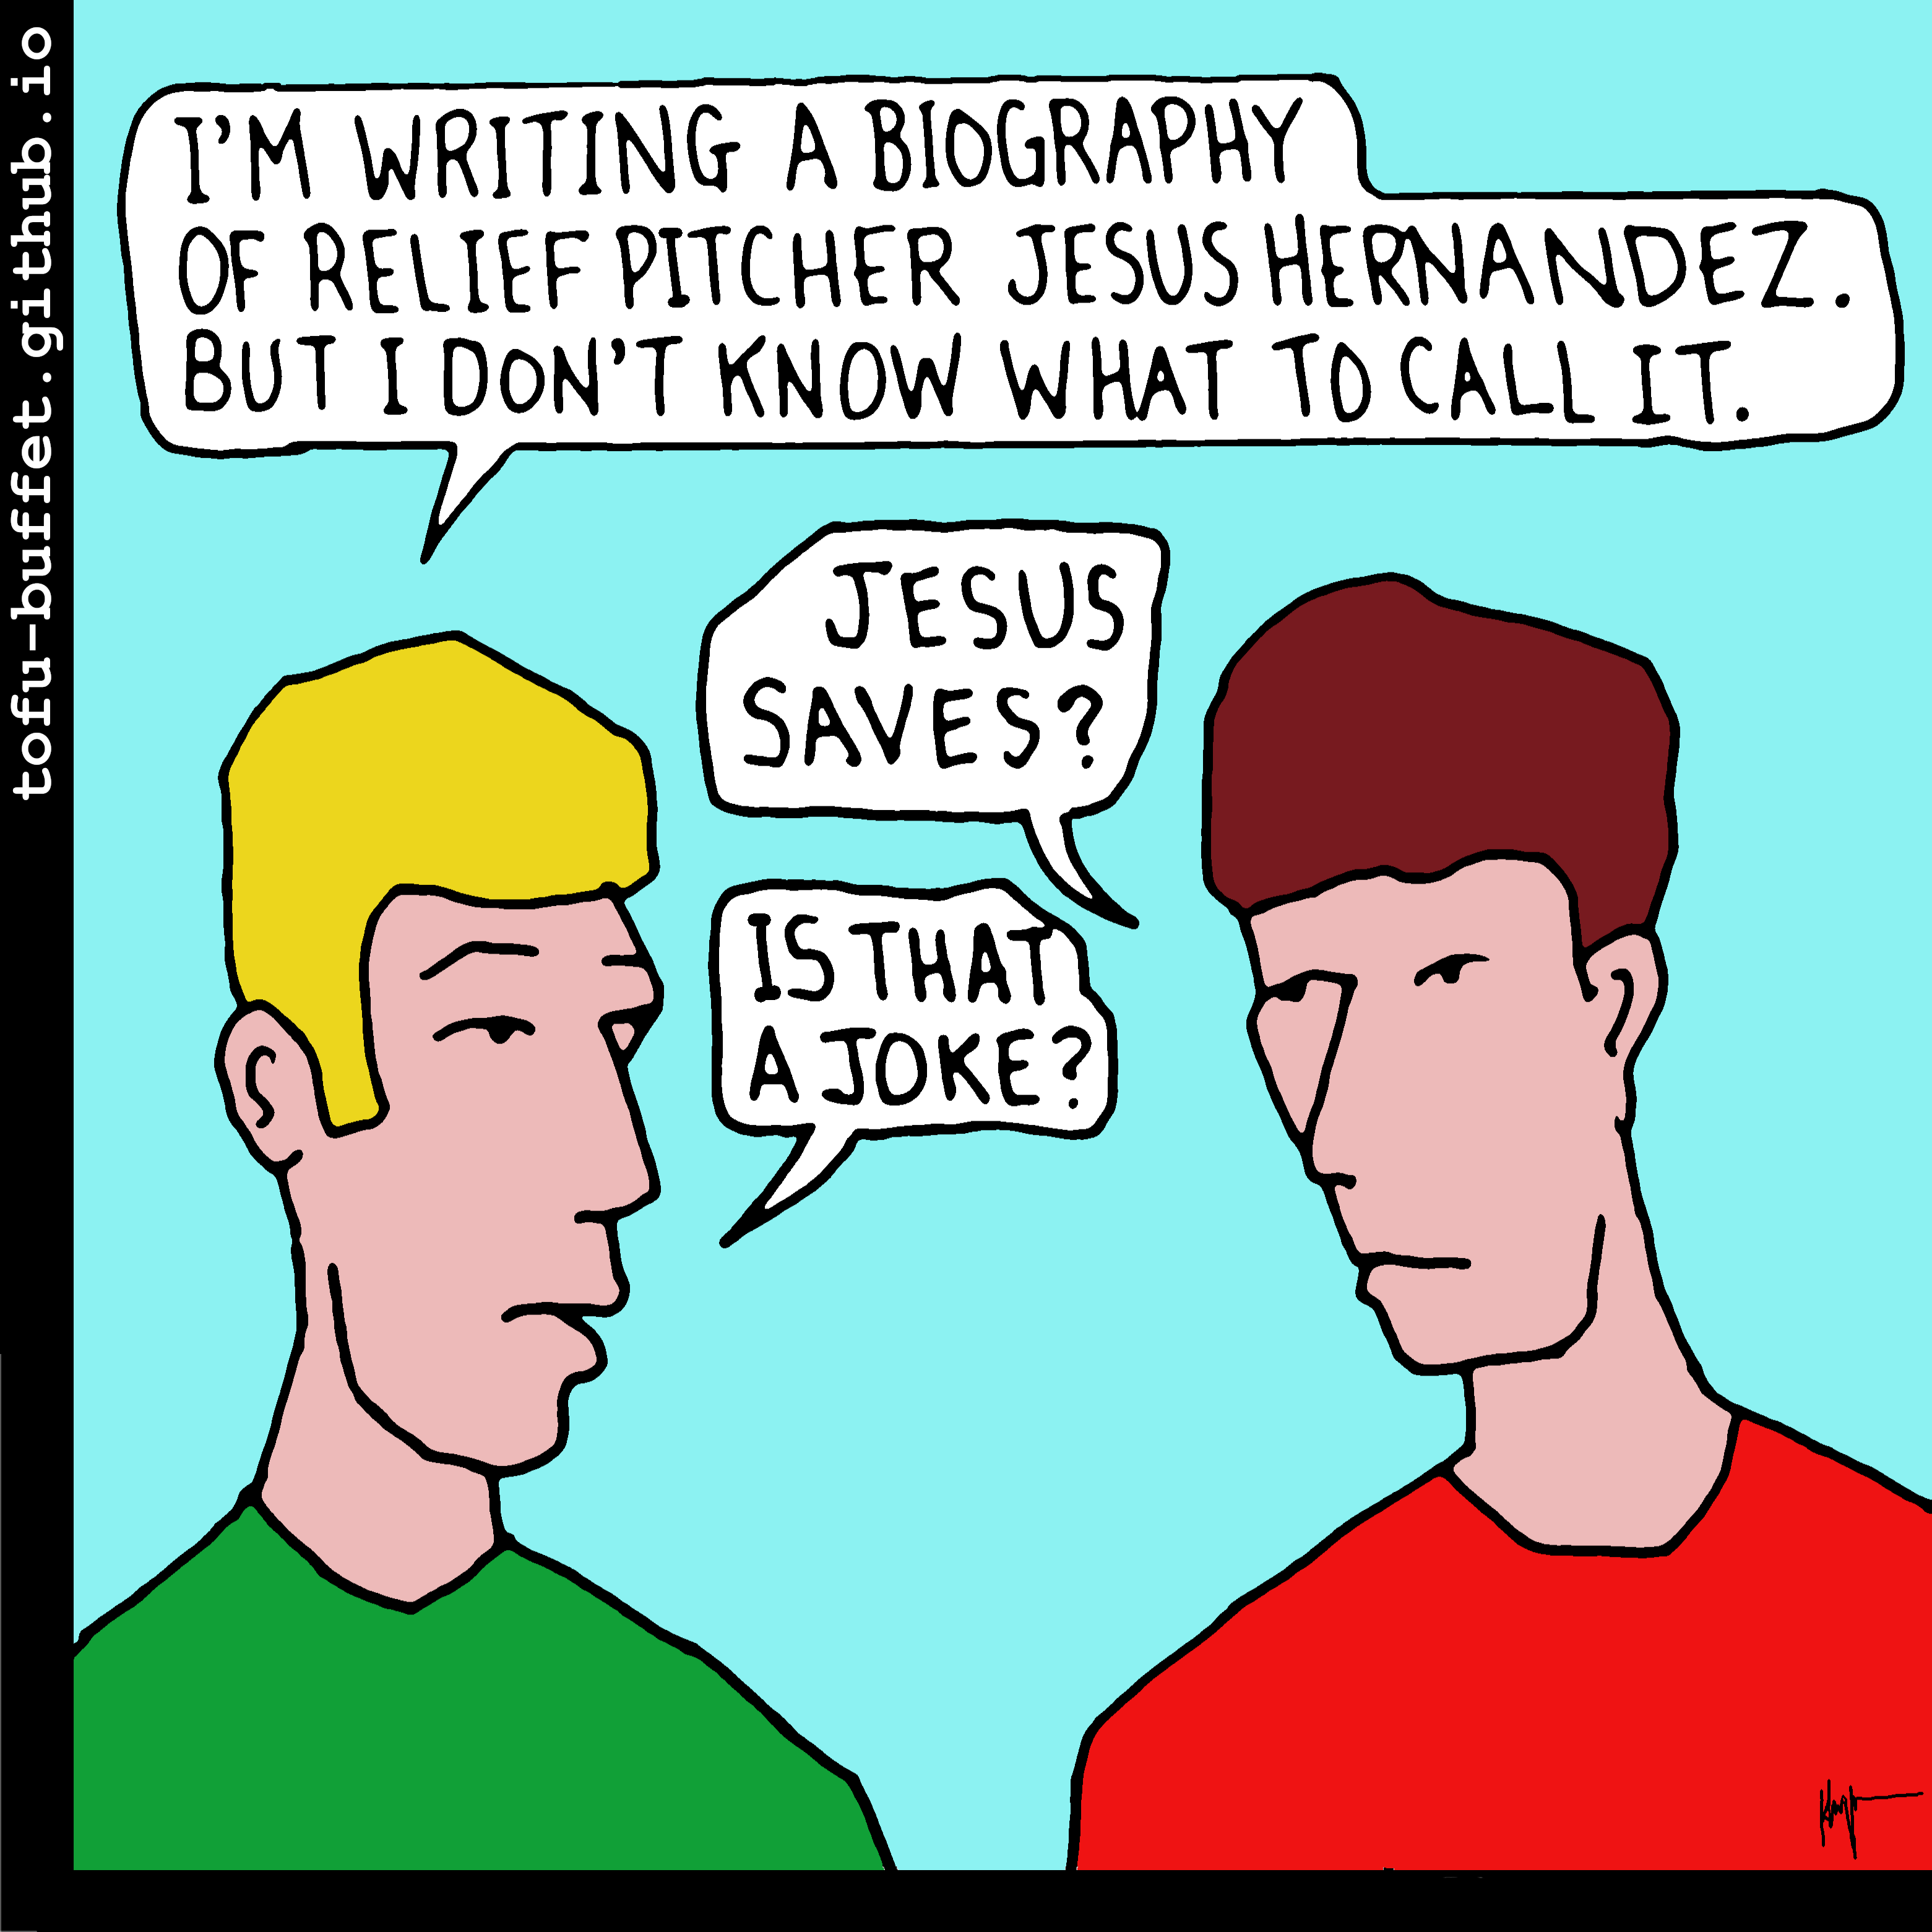 tofu-buffet.github.io
I'M WRITING A BIOGRAPHY
OF RELIEF PITCHER JESUS HERNANDEZ.
BUT I DON'T KNOW WHAT TO CALL IT.
JESUS
SAVES?
IS THAT
A JOKE?